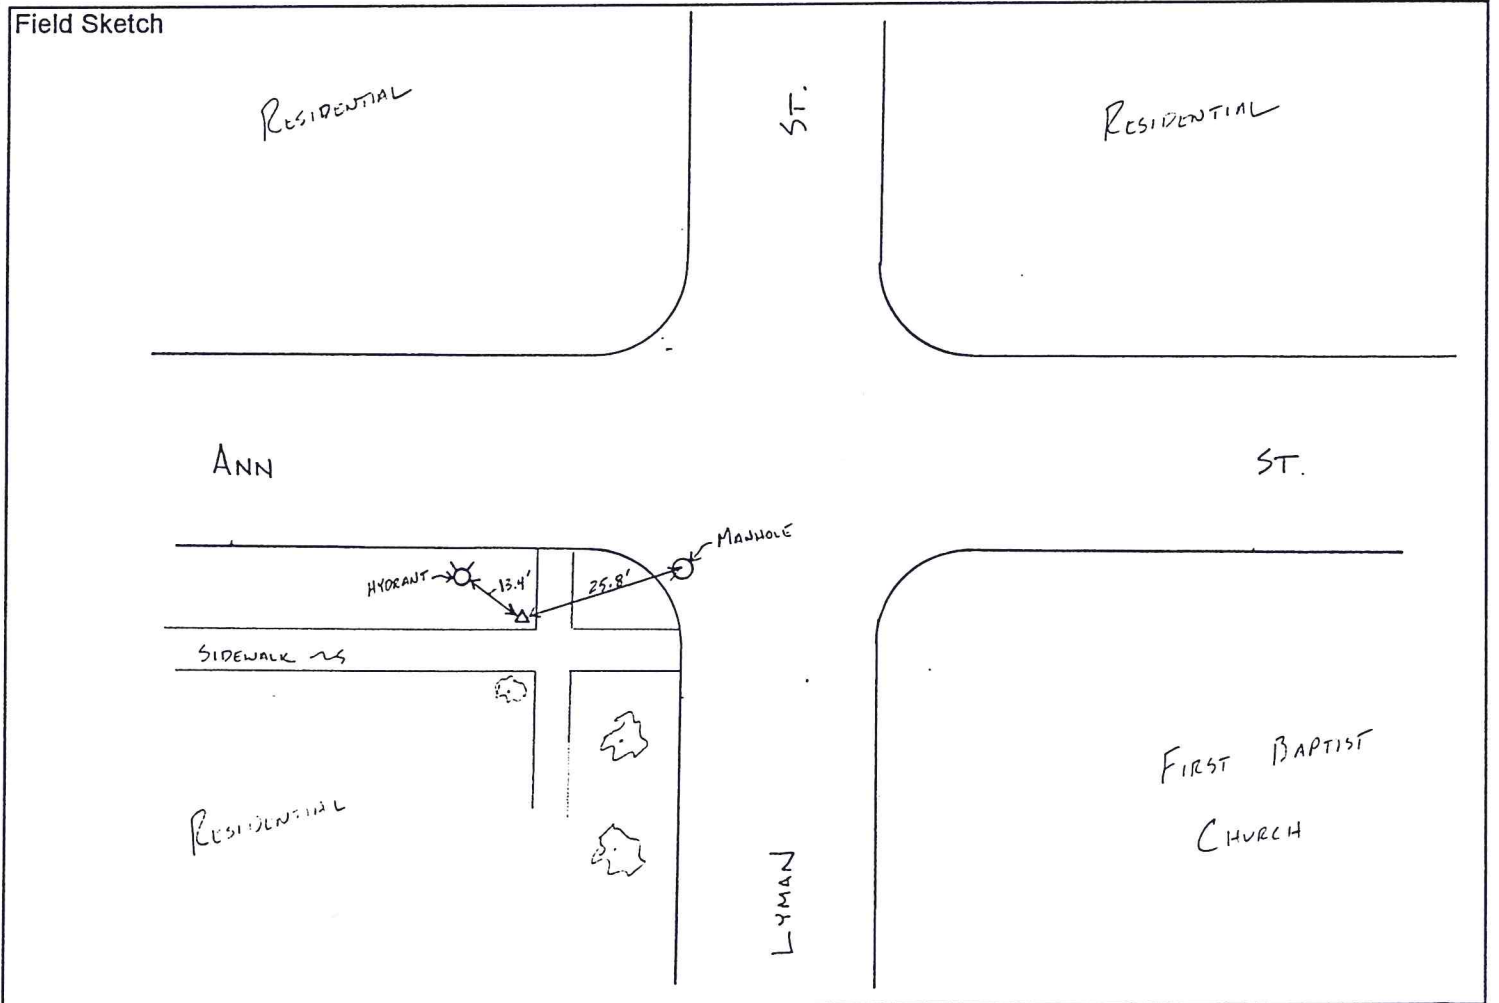 Field Sketch
RESIDENTIAL
ST.
RESIDENTIAL
ANN
ST.
MANHOLE
HYDRANT
13.4'
25.8'
SIDEWALK
RESIDENTIAL
FIRST BAPTIST
CHURCH
LYMAN